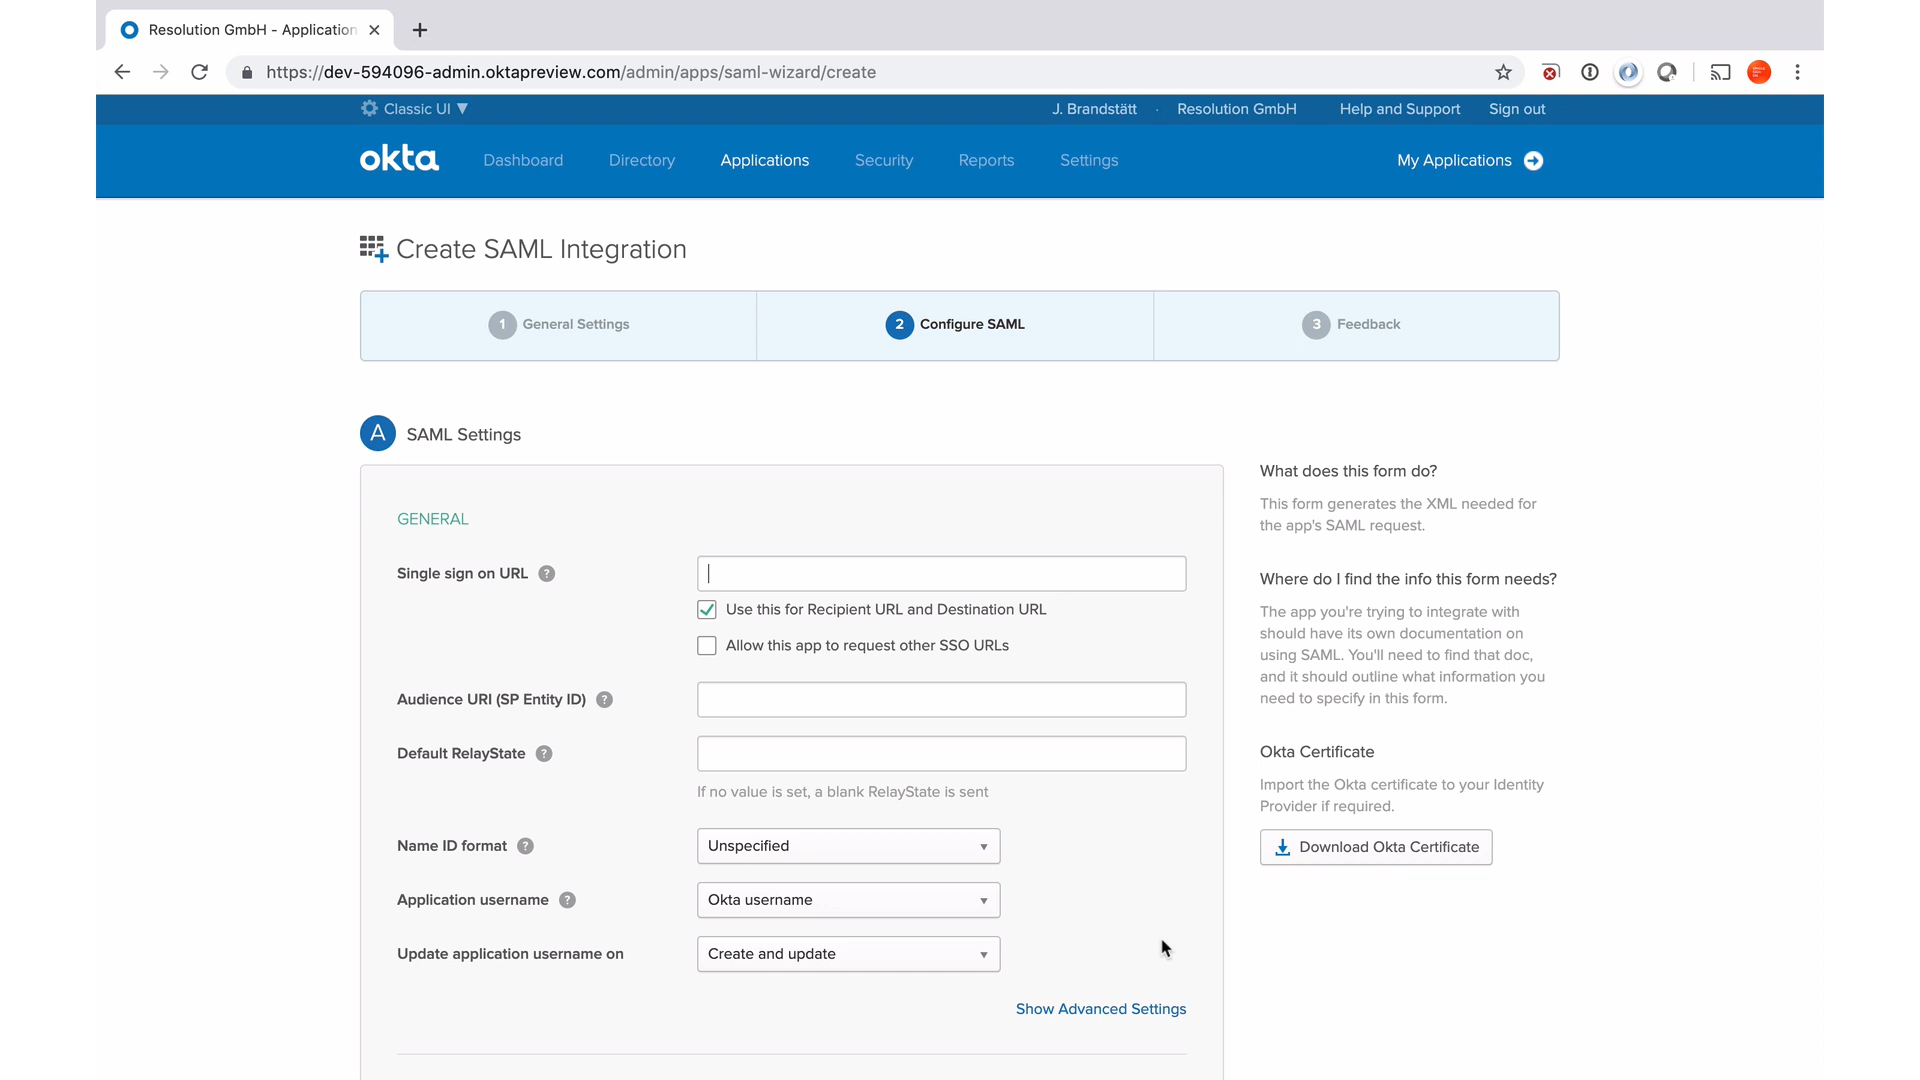 Resolution GmbH - Application
https://dev-594096-admin.oktapreview.com/admin/apps/saml-wizard/create
Classic UI
J. Brandstätt · Resolution GmbH Help and Support Sign out
okta Dashboard Directory Applications Security Reports Settings My Applications
Create SAML Integration
1 General Settings 2 Configure SAML 3 Feedback
A SAML Settings
GENERAL
Single sign on URL ?
Use this for Recipient URL and Destination URL
Allow this app to request other SSO URLs
Audience URI (SP Entity ID) ?
Default RelayState ?
If no value is set, a blank RelayState is sent
Name ID format ? Unspecified
Application username ? Okta username
Update application username on Create and update
Show Advanced Settings
What does this form do?
This form generates the XML needed for
the app's SAML request.
Where do I find the info this form needs?
The app you're trying to integrate with
should have its own documentation on
using SAML. You'll need to find that doc,
and it should outline what information you
need to specify in this form.
Okta Certificate
Import the Okta certificate to your Identity
Provider if required.
Download Okta Certificate